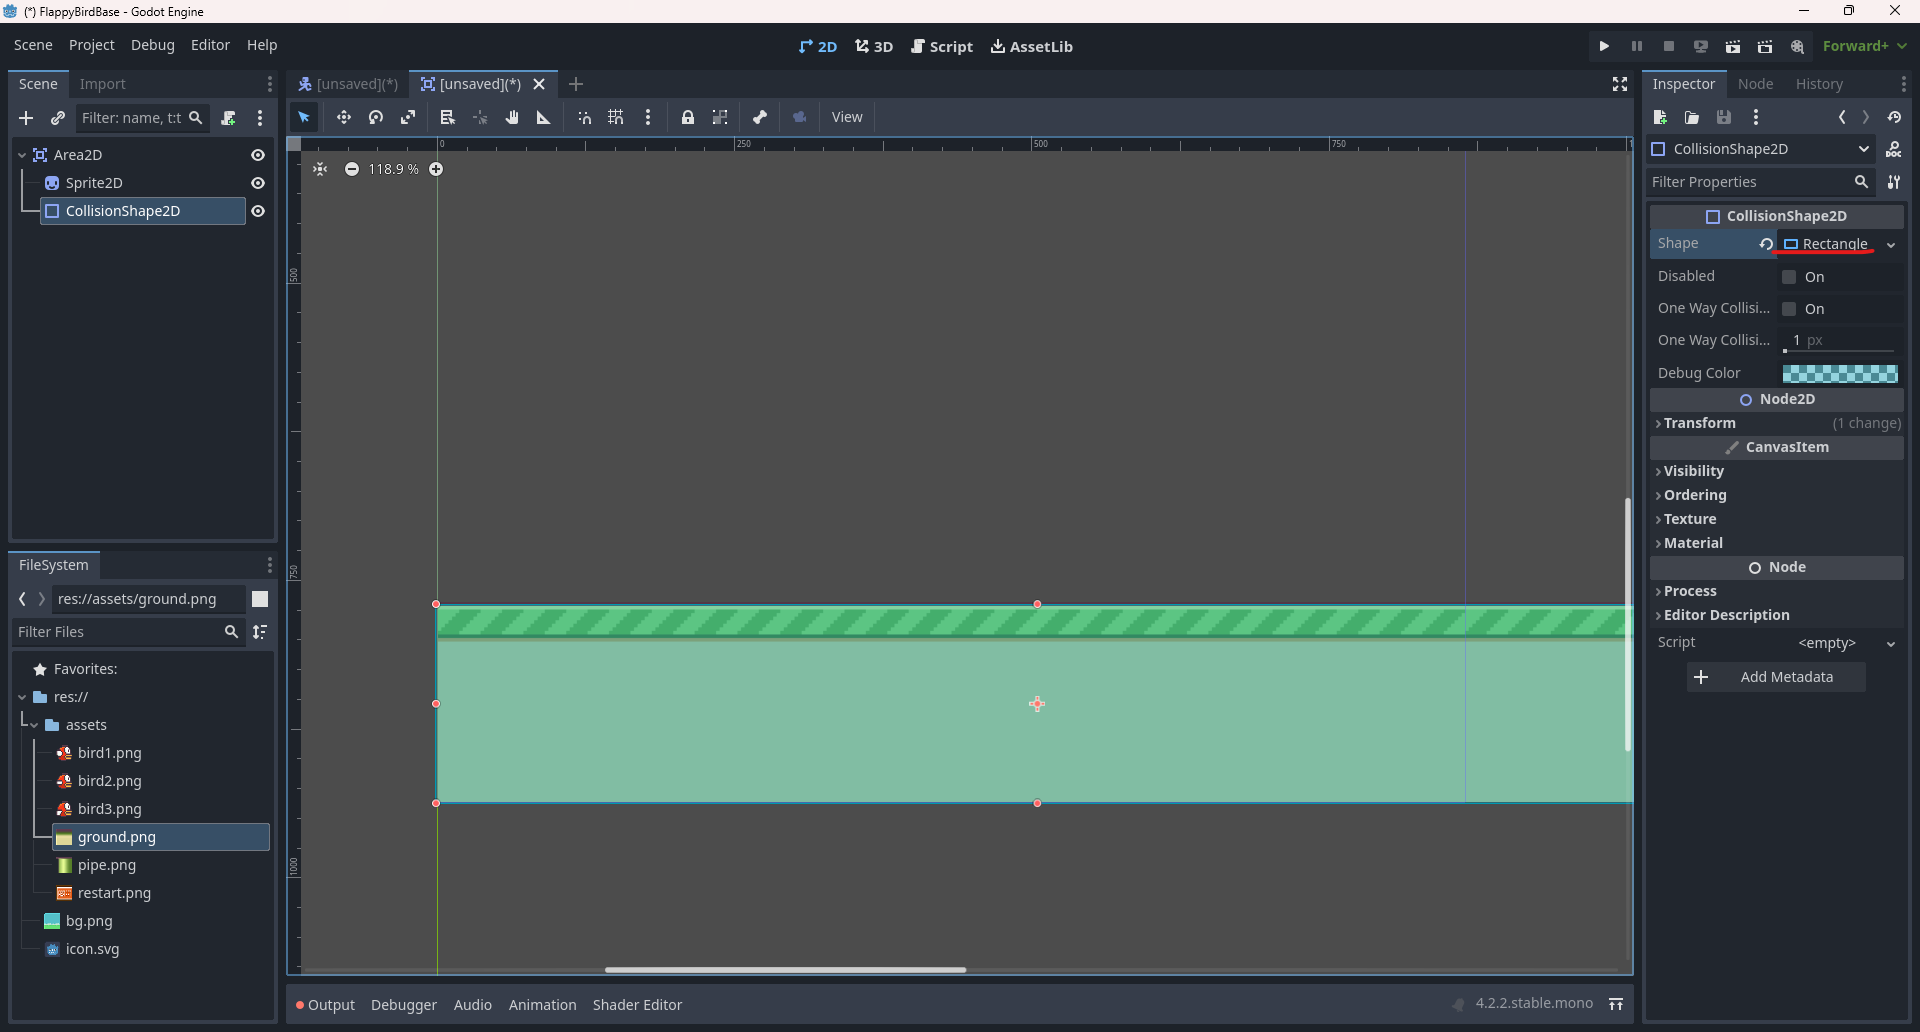 (*) FlappyBirdBase - Godot Engine
Scene Project Debug Editor Help
2D 3D Script AssetLib
Forward+
Scene Import
[unsaved](*) [unsaved](*)
Inspector Node History
Filter: name, t:t
View
Area2D
Sprite2D
CollisionShape2D
0 250 500 750 1
118.9 %
500
750
1000
CollisionShape2D
DOC
Filter Properties
CollisionShape2D
Shape Rectangle
Disabled On
One Way Collisi... On
One Way Collisi... 1 px
Debug Color
Node2D
Transform (1 change)
CanvasItem
Visibility
Ordering
Texture
Material
Node
Process
Editor Description
Script <empty>
Add Metadata
FileSystem
res://assets/ground.png
Filter Files
Favorites:
res://
assets
bird1.png
bird2.png
bird3.png
ground.png
pipe.png
restart.png
bg.png
icon.svg
Output Debugger Audio Animation Shader Editor
4.2.2.stable.mono